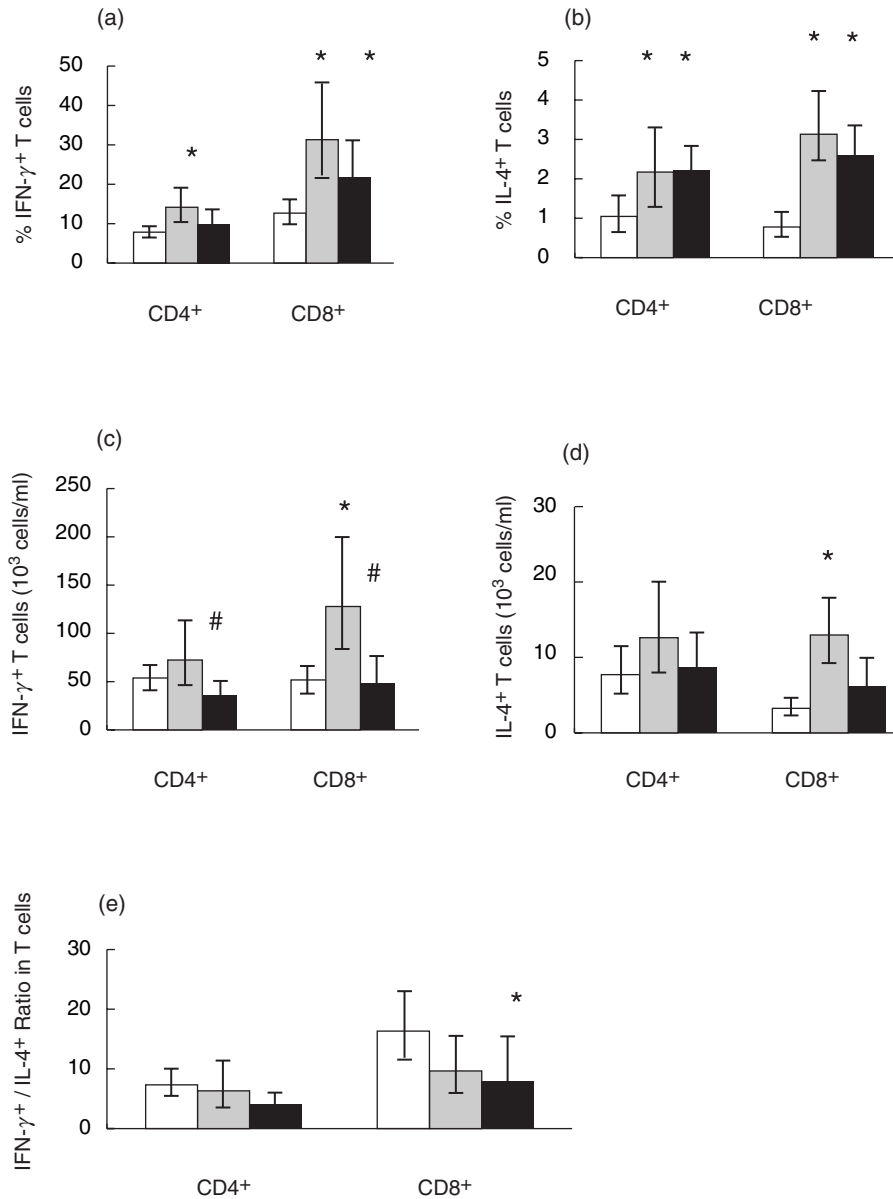 (a)
% IFN-γ+ T cells
50
40
30
20
10
0
*
*
*
CD4+
CD8+
(b)
% IL-4+ T cells
5
4
3
2
1
0
*
*
*
*
CD4+
CD8+
(c)
IFN-γ+ T cells (10³ cells/ml)
250
200
150
100
50
0
#
*
#
CD4+
CD8+
(d)
IL-4+ T cells (10³ cells/ml)
30
20
10
0
*
CD4+
CD8+
(e)
IFN-γ+ / IL-4+ Ratio in T cells
30
20
10
0
*
CD4+
CD8+